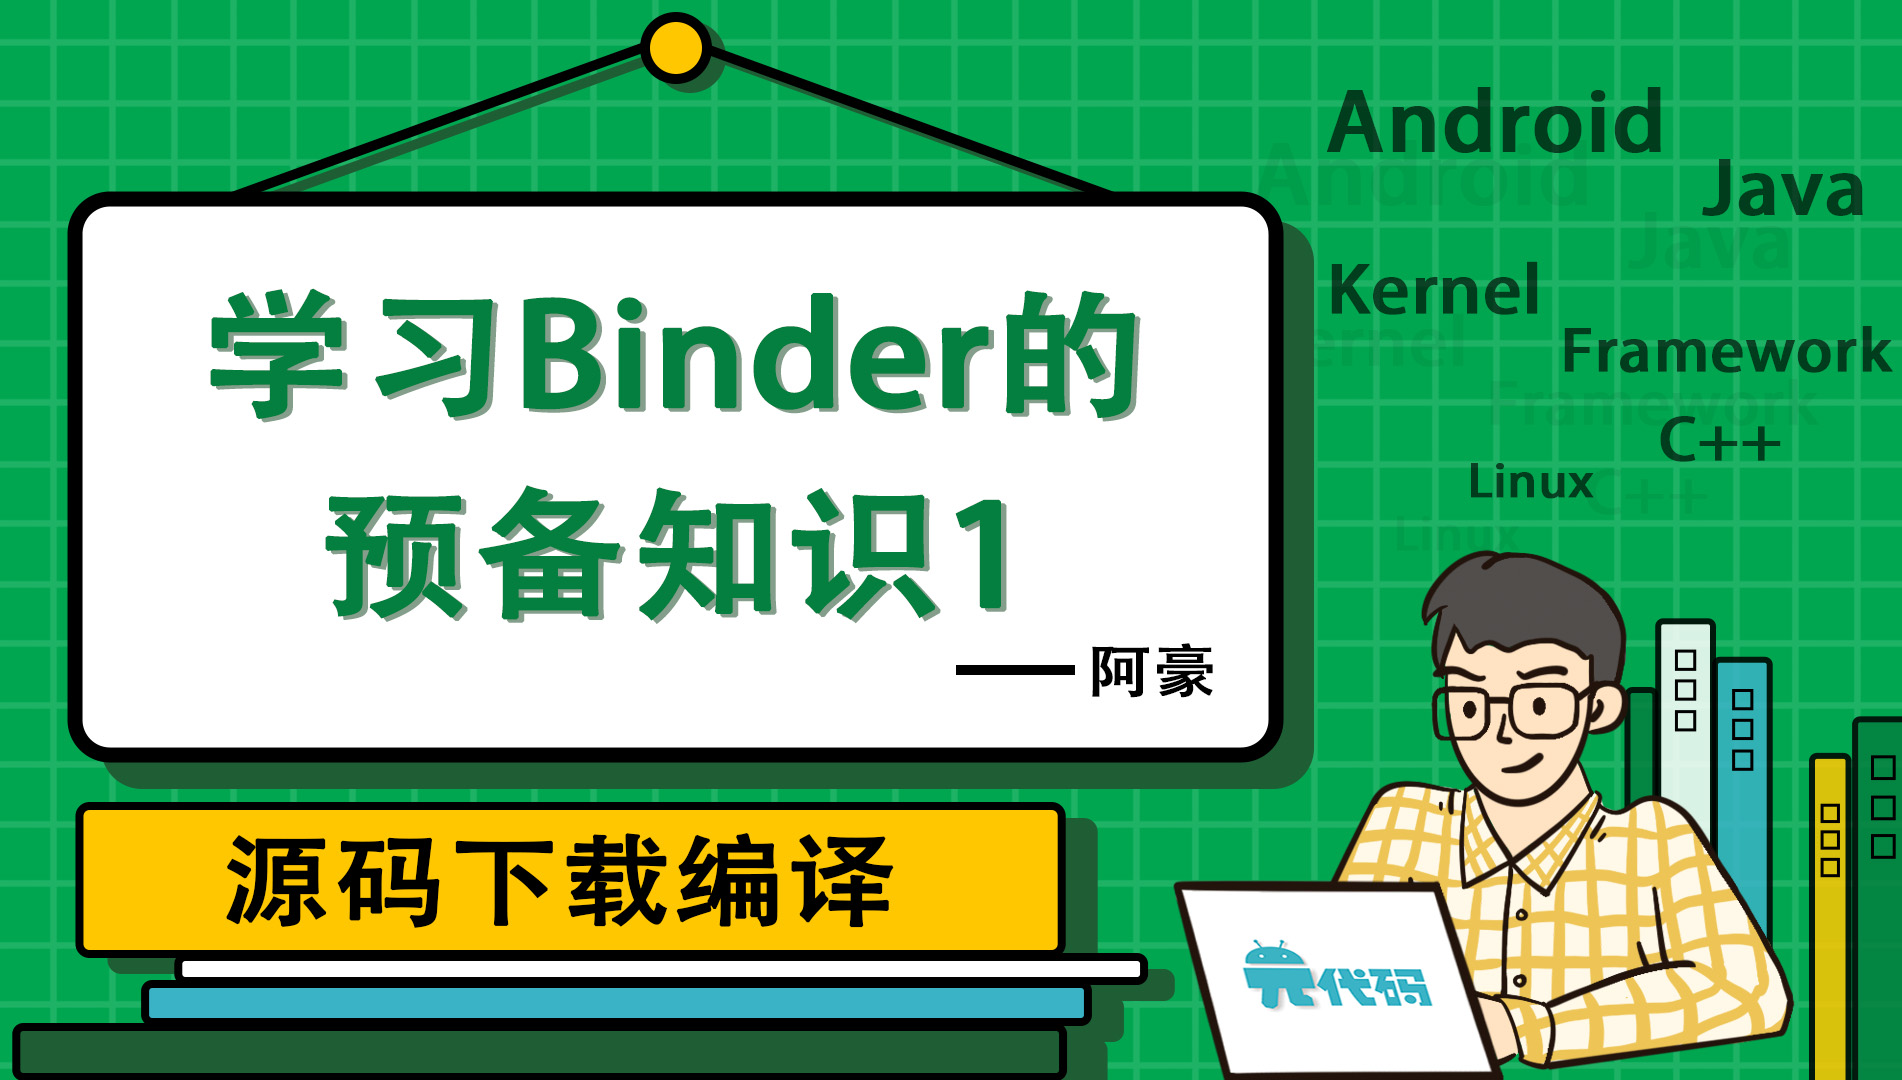 学习Binder的
预备知识1
阿豪
源码下载编译
Android
Java
Kernel
Framework
C++
Linux
元代码